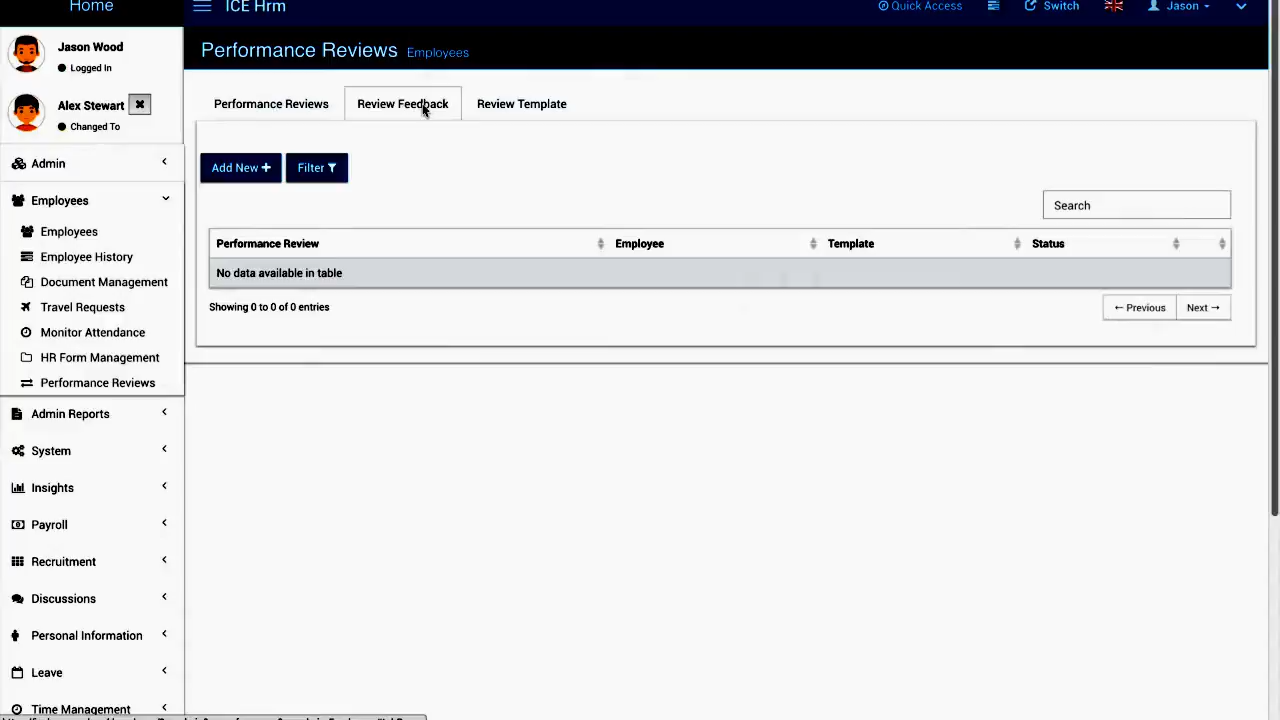 Home
ICE Hrm
Quick Access
Switch
Jason
Jason Wood
Logged In
Alex Stewart
Changed To
Performance Reviews Employees
Performance Reviews
Review Feedback
Review Template
Add New
Filter
Search
Performance Review
Employee
Template
Status
No data available in table
Showing 0 to 0 of 0 entries
← Previous
Next →
Admin
Employees
Employees
Employee History
Document Management
Travel Requests
Monitor Attendance
HR Form Management
Performance Reviews
Admin Reports
System
Insights
Payroll
Recruitment
Discussions
Personal Information
Leave
Time Management